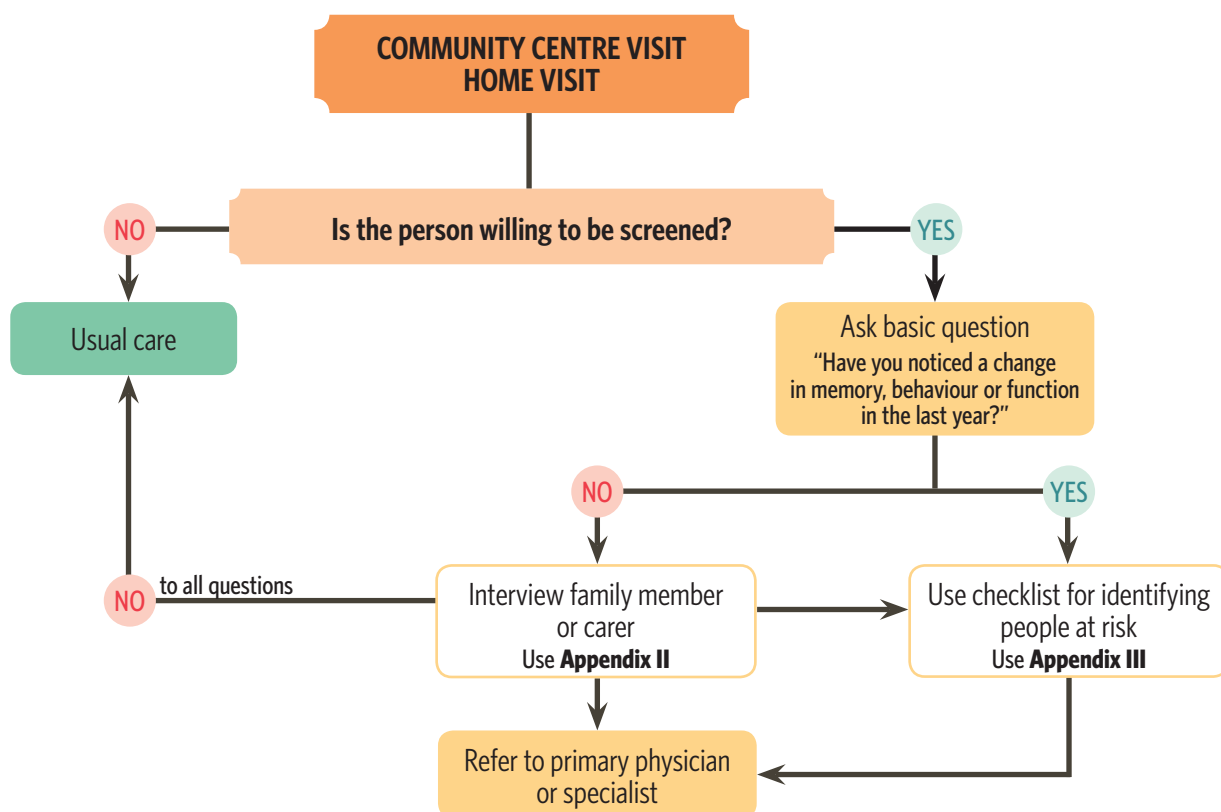 COMMUNITY CENTRE VISIT
HOME VISIT
Is the person willing to be screened?
NO
YES
Usual care
Ask basic question
“Have you noticed a change
in memory, behaviour or function
in the last year?”
NO
YES
NO
to all questions
Interview family member
or carer
Use Appendix II
Use checklist for identifying
people at risk
Use Appendix III
Refer to primary physician
or specialist